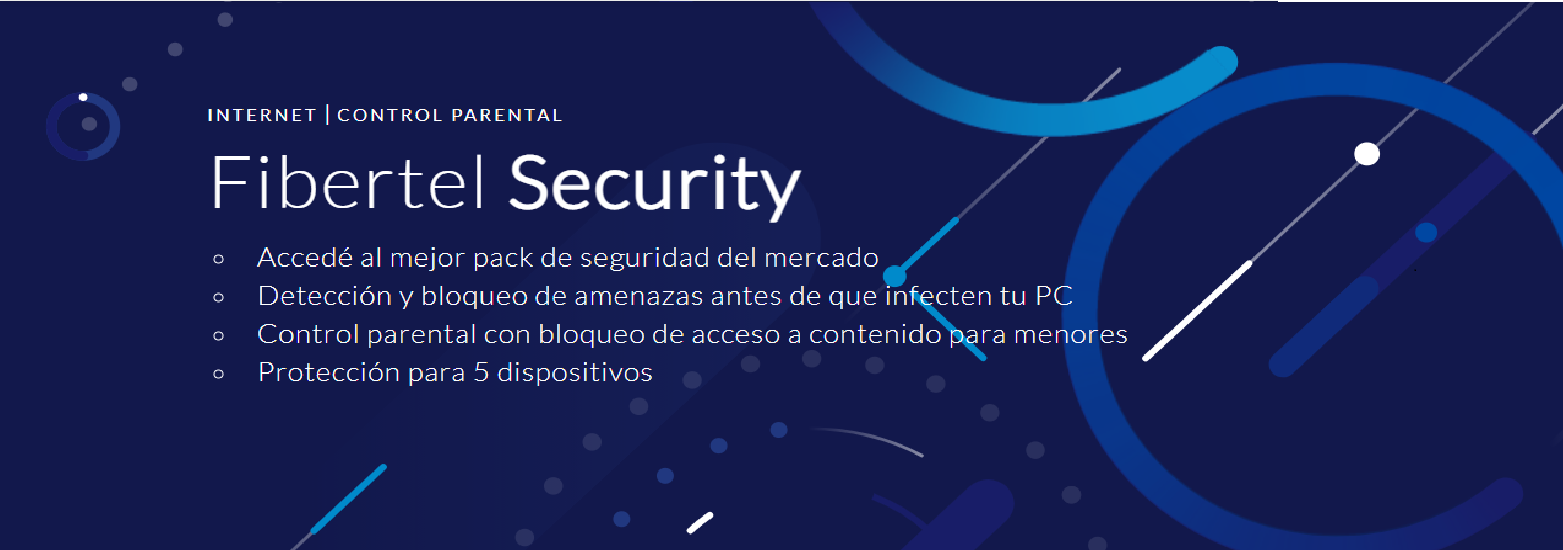 INTERNET | CONTROL PARENTAL
Fibertel Security
Accedé al mejor pack de seguridad del mercado
Detección y bloqueo de amenazas antes de que infecten tu PC
Control parental con bloqueo de acceso a contenido para menores
Protección para 5 dispositivos